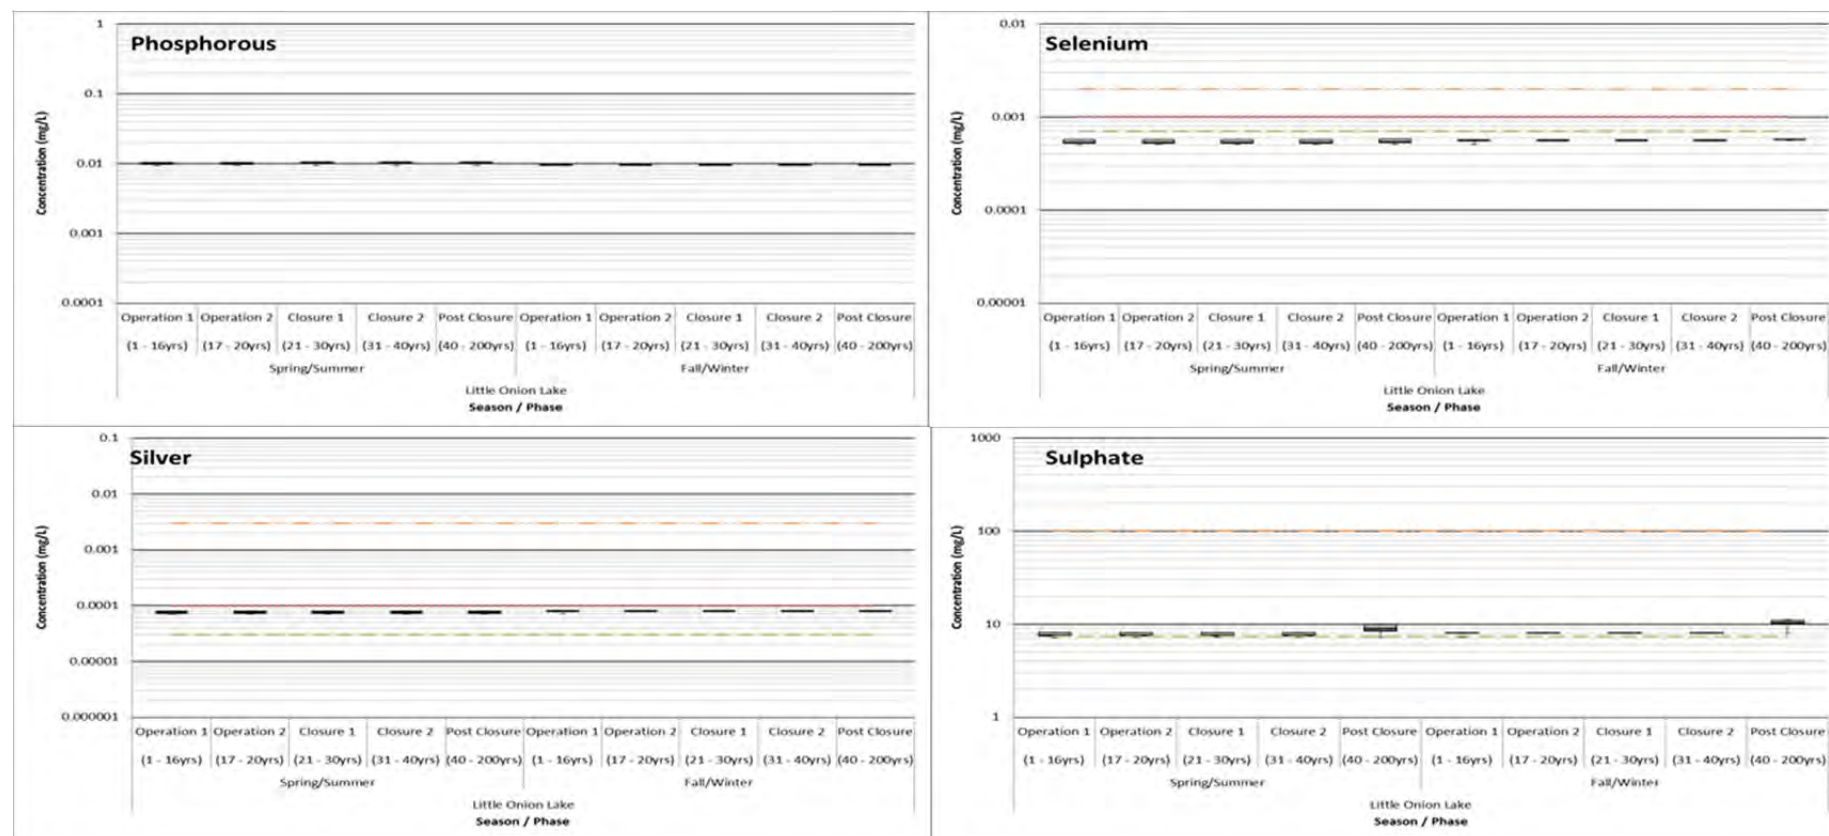 Phosphorous
Concentration (mg/L)
1
0.1
0.01
0.001
0.0001
Operation 1 Operation 2 Closure 1 Closure 2 Post Closure Operation 1 Operation 2 Closure 1 Closure 2 Post Closure
(1 - 16yrs) (17 - 20yrs) (21 - 30yrs) (31 - 40yrs) (40 - 200yrs) (1 - 16yrs) (17 - 20yrs) (21 - 30yrs) (31 - 40yrs) (40 - 200yrs)
Spring/Summer Fall/Winter
Little Onion Lake
Season / Phase
Selenium
Concentration (mg/L)
0.01
0.001
0.0001
0.00001
Operation 1 Operation 2 Closure 1 Closure 2 Post Closure Operation 1 Operation 2 Closure 1 Closure 2 Post Closure
(1 - 16yrs) (17 - 20yrs) (21 - 30yrs) (31 - 40yrs) (40 - 200yrs) (1 - 16yrs) (17 - 20yrs) (21 - 30yrs) (31 - 40yrs) (40 - 200yrs)
Spring/Summer Fall/Winter
Little Onion Lake
Season / Phase
Silver
Concentration (mg/L)
0.1
0.01
0.001
0.0001
0.00001
0.000001
Operation 1 Operation 2 Closure 1 Closure 2 Post Closure Operation 1 Operation 2 Closure 1 Closure 2 Post Closure
(1 - 16yrs) (17 - 20yrs) (21 - 30yrs) (31 - 40yrs) (40 - 200yrs) (1 - 16yrs) (17 - 20yrs) (21 - 30yrs) (31 - 40yrs) (40 - 200yrs)
Spring/Summer Fall/Winter
Little Onion Lake
Season / Phase
Sulphate
Concentration (mg/L)
1000
100
10
1
Operation 1 Operation 2 Closure 1 Closure 2 Post Closure Operation 1 Operation 2 Closure 1 Closure 2 Post Closure
(1 - 16yrs) (17 - 20yrs) (21 - 30yrs) (31 - 40yrs) (40 - 200yrs) (1 - 16yrs) (17 - 20yrs) (21 - 30yrs) (31 - 40yrs) (40 - 200yrs)
Spring/Summer Fall/Winter
Little Onion Lake
Season / Phase